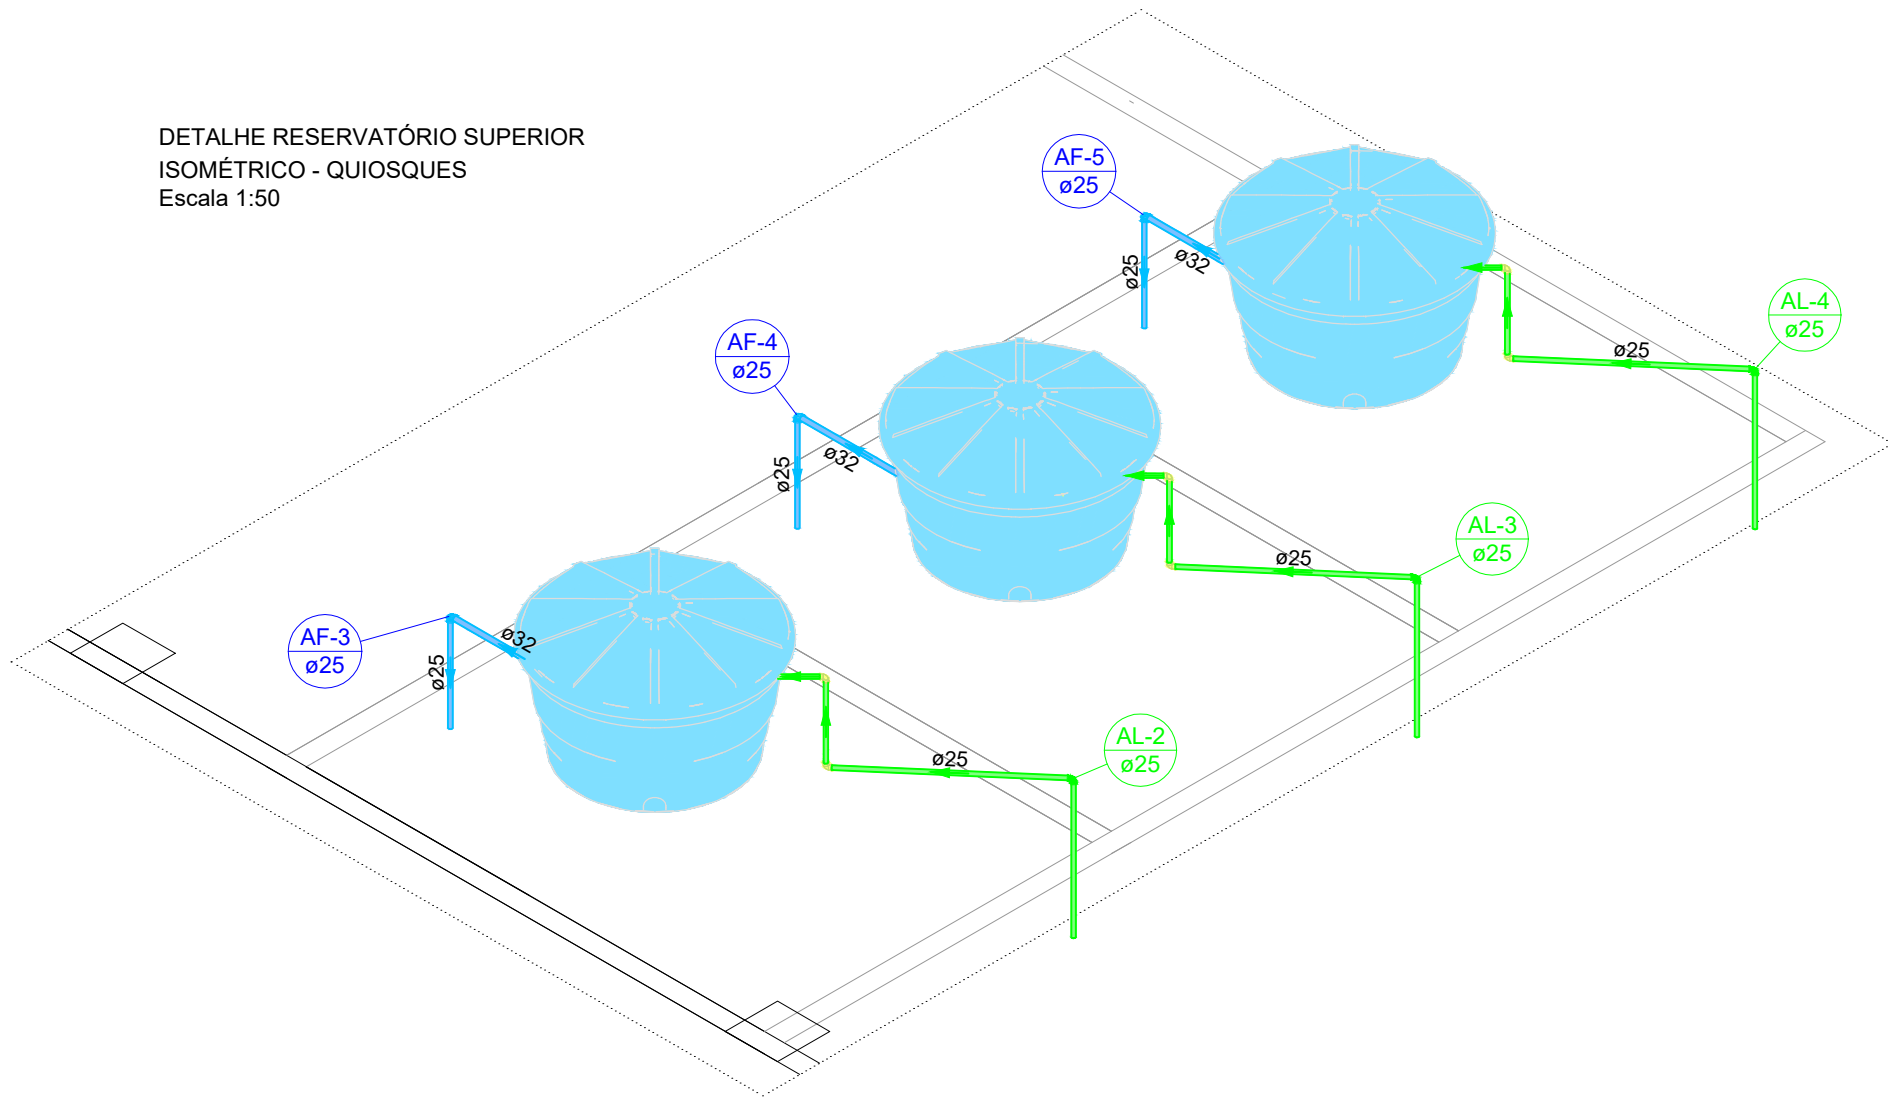 DETALHE RESERVATÓRIO SUPERIOR
ISOMÉTRICO - QUIOSQUES
Escala 1:50
AF-5
ø25
ø25
ø32
AL-4
ø25
ø25
AF-4
ø25
ø25
ø32
AL-3
ø25
ø25
AF-3
ø25
ø25
ø32
AL-2
ø25
ø25